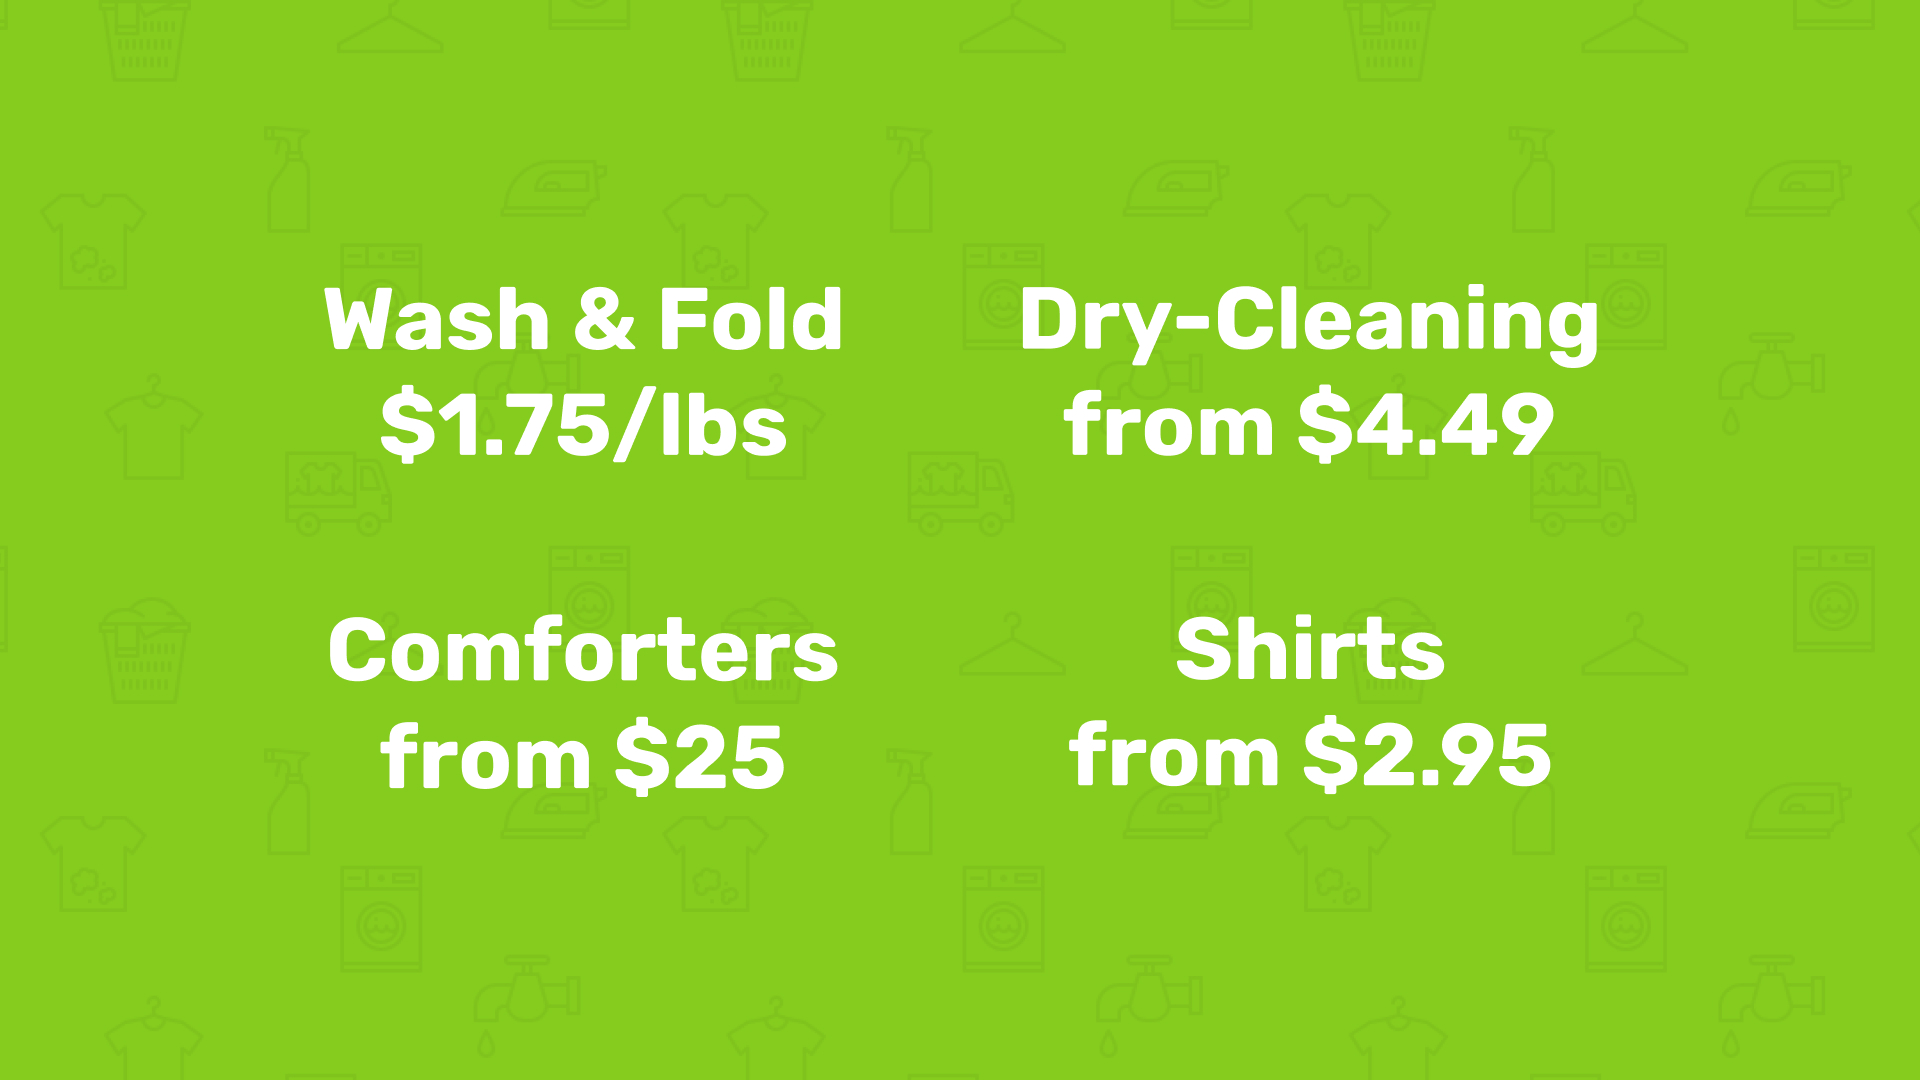 Wash & Fold
$1.75/lbs
Dry-Cleaning
from $4.49
Comforters
from $25
Shirts
from $2.95